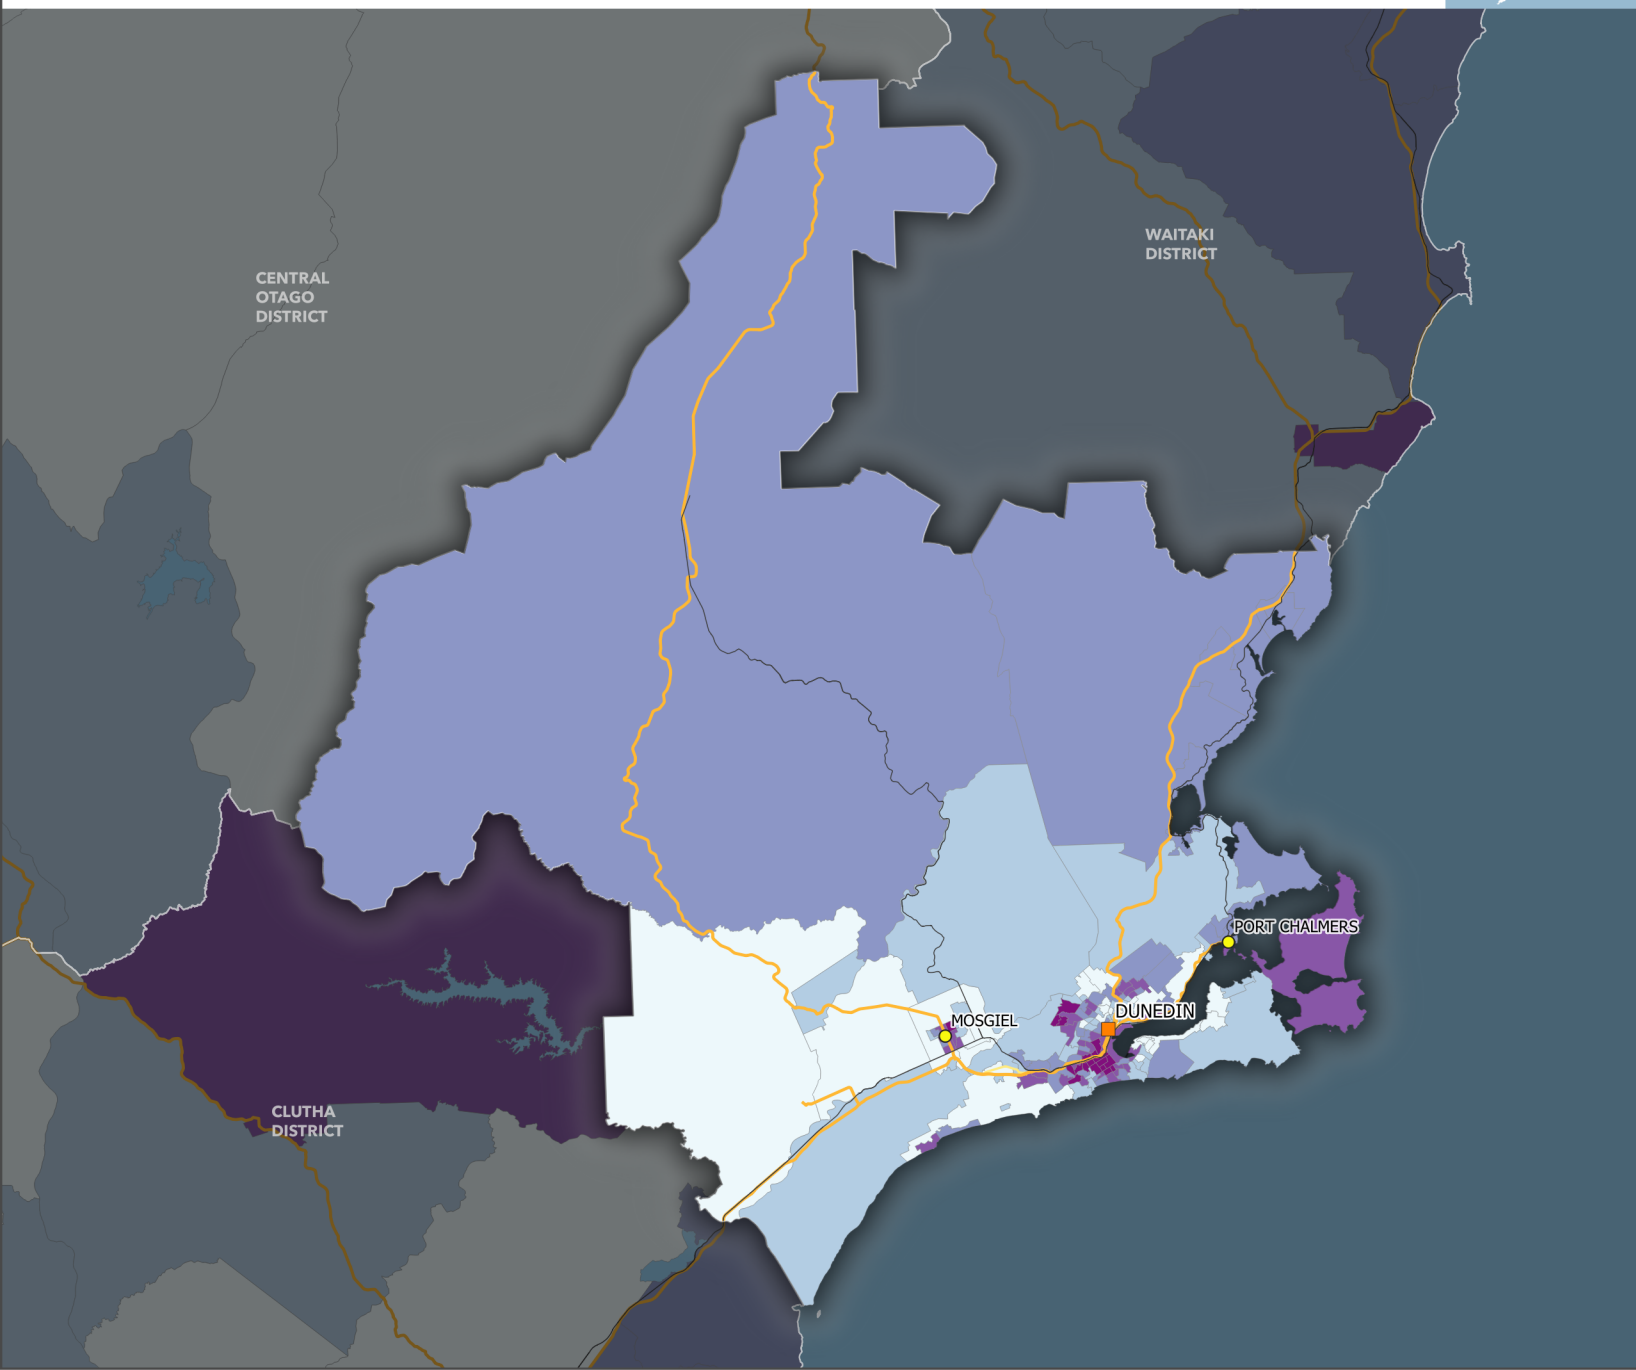 WAITAKI
DISTRICT
CENTRAL
OTAGO
DISTRICT
PORT CHALMERS
DUNEDIN
MOSGIEL
CLUTHA
DISTRICT